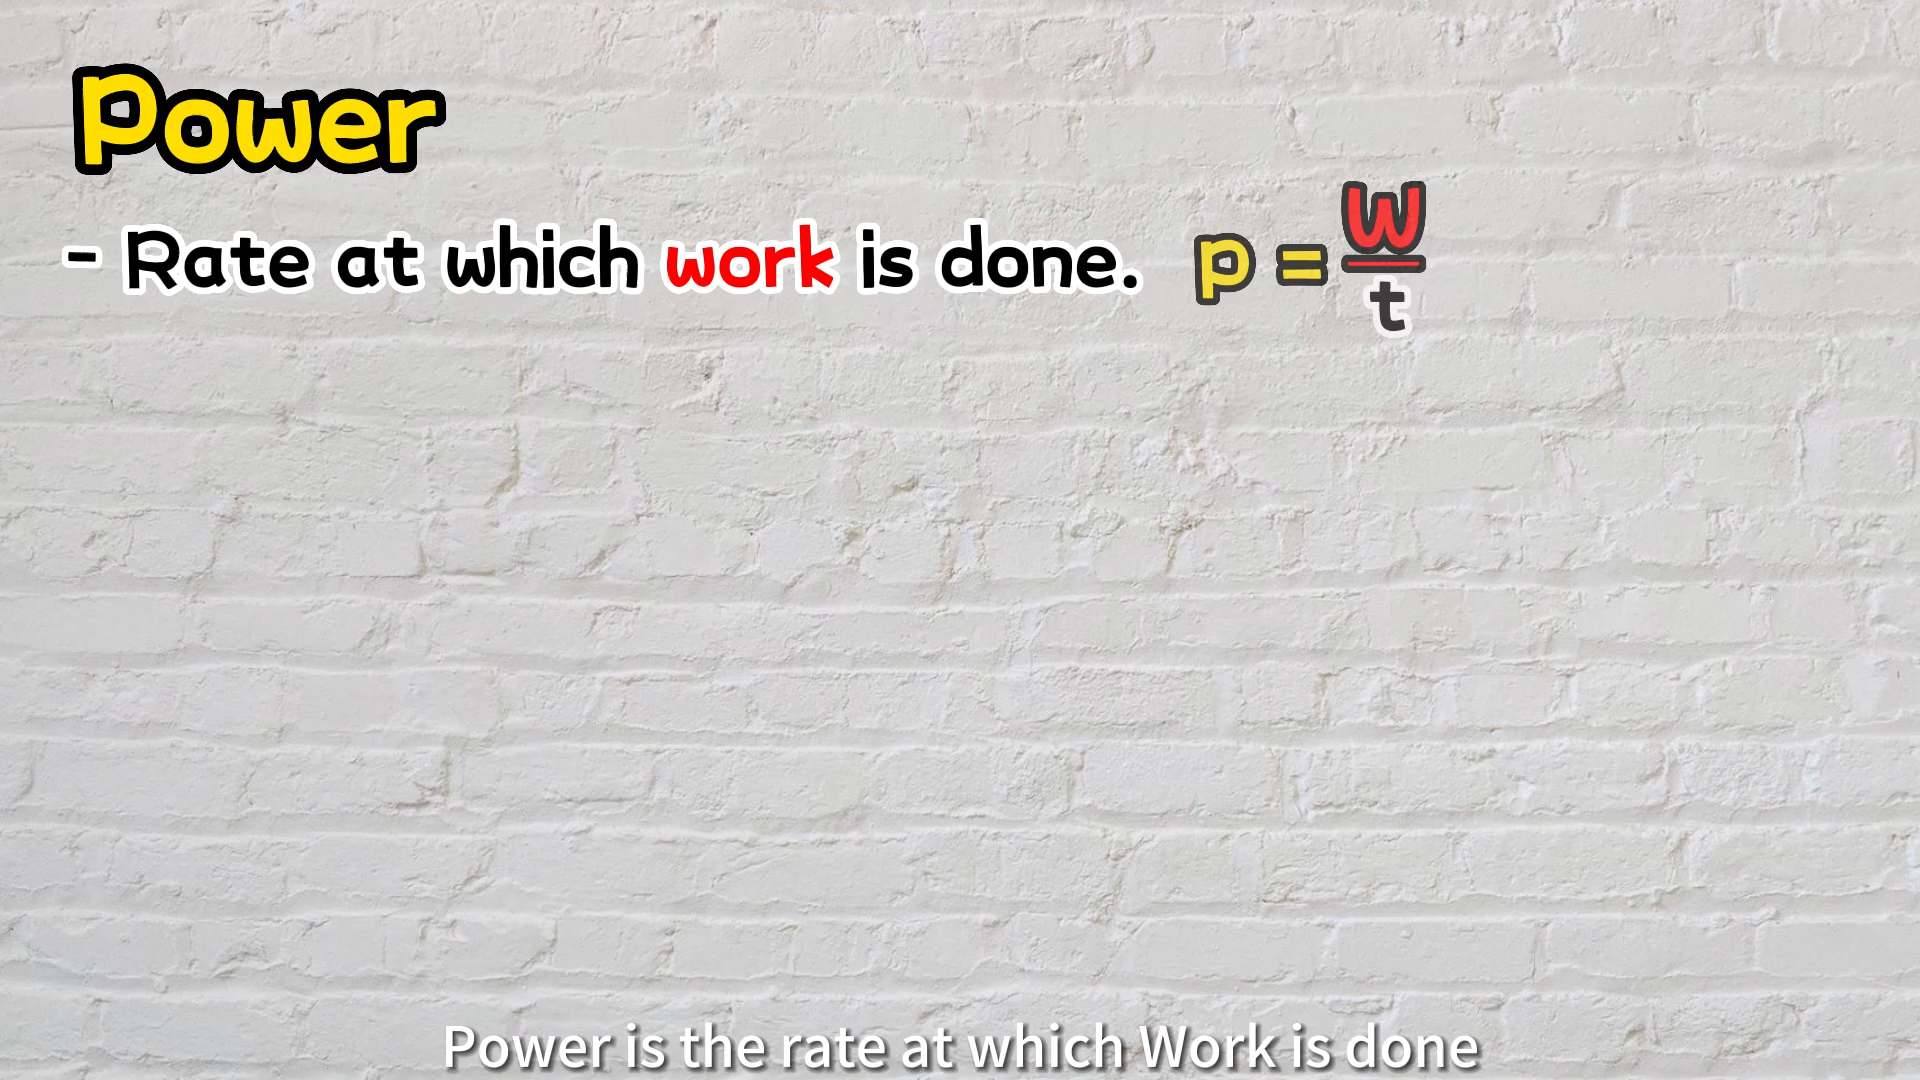 Power
- Rate at which work is done. P = W/t
Power is the rate at which Work is done